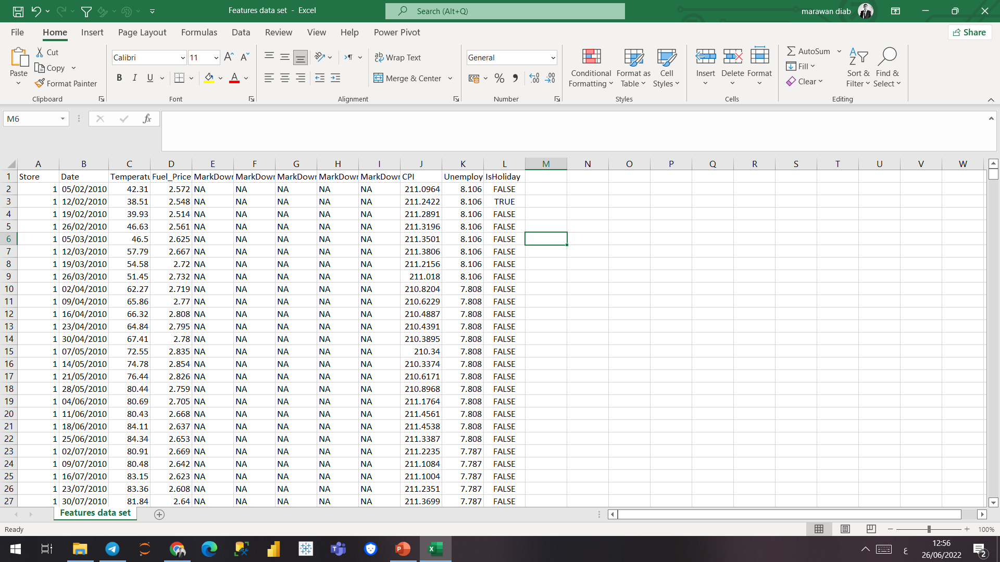 Features data set - Excel
Search (Alt+Q)
marawan diab
File Home Insert Page Layout Formulas Data Review View Help Power Pivot
Share
Paste
Cut
Copy
Format Painter
Clipboard
Calibri 11
B I U
Font
Wrap Text
Merge & Center
Alignment
General
Number
Conditional Formatting
Format as Table
Cell Styles
Styles
Insert Delete Format
Cells
AutoSum
Fill
Clear
Sort & Filter
Find & Select
Editing
M6
fx
A B C D E F G H I J K L M N O P Q R S T U V W
1 Store Date Temperatu Fuel_Price MarkDown MarkDown MarkDown MarkDown MarkDown CPI Unemploy IsHoliday
2 1 05/02/2010 42.31 2.572 NA NA NA NA NA 211.0964 8.106 FALSE
3 1 12/02/2010 38.51 2.548 NA NA NA NA NA 211.2422 8.106 TRUE
4 1 19/02/2010 39.93 2.514 NA NA NA NA NA 211.2891 8.106 FALSE
5 1 26/02/2010 46.63 2.561 NA NA NA NA NA 211.3196 8.106 FALSE
6 1 05/03/2010 46.5 2.625 NA NA NA NA NA 211.3501 8.106 FALSE
7 1 12/03/2010 57.79 2.667 NA NA NA NA NA 211.3806 8.106 FALSE
8 1 19/03/2010 54.58 2.72 NA NA NA NA NA 211.2156 8.106 FALSE
9 1 26/03/2010 51.45 2.732 NA NA NA NA NA 211.018 8.106 FALSE
10 1 02/04/2010 62.27 2.719 NA NA NA NA NA 210.8204 7.808 FALSE
11 1 09/04/2010 65.86 2.77 NA NA NA NA NA 210.6229 7.808 FALSE
12 1 16/04/2010 66.32 2.808 NA NA NA NA NA 210.4887 7.808 FALSE
13 1 23/04/2010 64.84 2.795 NA NA NA NA NA 210.4391 7.808 FALSE
14 1 30/04/2010 67.41 2.78 NA NA NA NA NA 210.3895 7.808 FALSE
15 1 07/05/2010 72.55 2.835 NA NA NA NA NA 210.34 7.808 FALSE
16 1 14/05/2010 74.78 2.854 NA NA NA NA NA 210.3374 7.808 FALSE
17 1 21/05/2010 76.44 2.826 NA NA NA NA NA 210.6171 7.808 FALSE
18 1 28/05/2010 80.44 2.759 NA NA NA NA NA 210.8968 7.808 FALSE
19 1 04/06/2010 80.69 2.705 NA NA NA NA NA 211.1764 7.808 FALSE
20 1 11/06/2010 80.43 2.668 NA NA NA NA NA 211.4561 7.808 FALSE
21 1 18/06/2010 84.11 2.637 NA NA NA NA NA 211.4538 7.808 FALSE
22 1 25/06/2010 84.34 2.653 NA NA NA NA NA 211.3387 7.808 FALSE
23 1 02/07/2010 80.91 2.669 NA NA NA NA NA 211.2235 7.787 FALSE
24 1 09/07/2010 80.48 2.642 NA NA NA NA NA 211.1084 7.787 FALSE
25 1 16/07/2010 83.15 2.623 NA NA NA NA NA 211.1004 7.787 FALSE
26 1 23/07/2010 83.36 2.608 NA NA NA NA NA 211.2351 7.787 FALSE
27 1 30/07/2010 81.84 2.64 NA NA NA NA NA 211.3699 7.787 FALSE
Features data set
Ready
100%
ع
12:56
26/06/2022
2